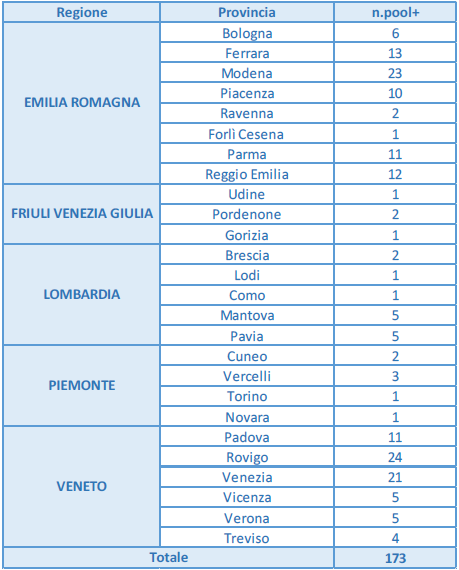 Regione Provincia n.pool+
EMILIA ROMAGNA
Bologna 6
Ferrara 13
Modena 23
Piacenza 10
Ravenna 2
Forlì Cesena 1
Parma 11
Reggio Emilia 12
FRIULI VENEZIA GIULIA
Udine 1
Pordenone 2
Gorizia 1
LOMBARDIA
Brescia 2
Lodi 1
Como 1
Mantova 5
Pavia 5
PIEMONTE
Cuneo 2
Vercelli 3
Torino 1
Novara 1
VENETO
Padova 11
Rovigo 24
Venezia 21
Vicenza 5
Verona 5
Treviso 4
Totale 173